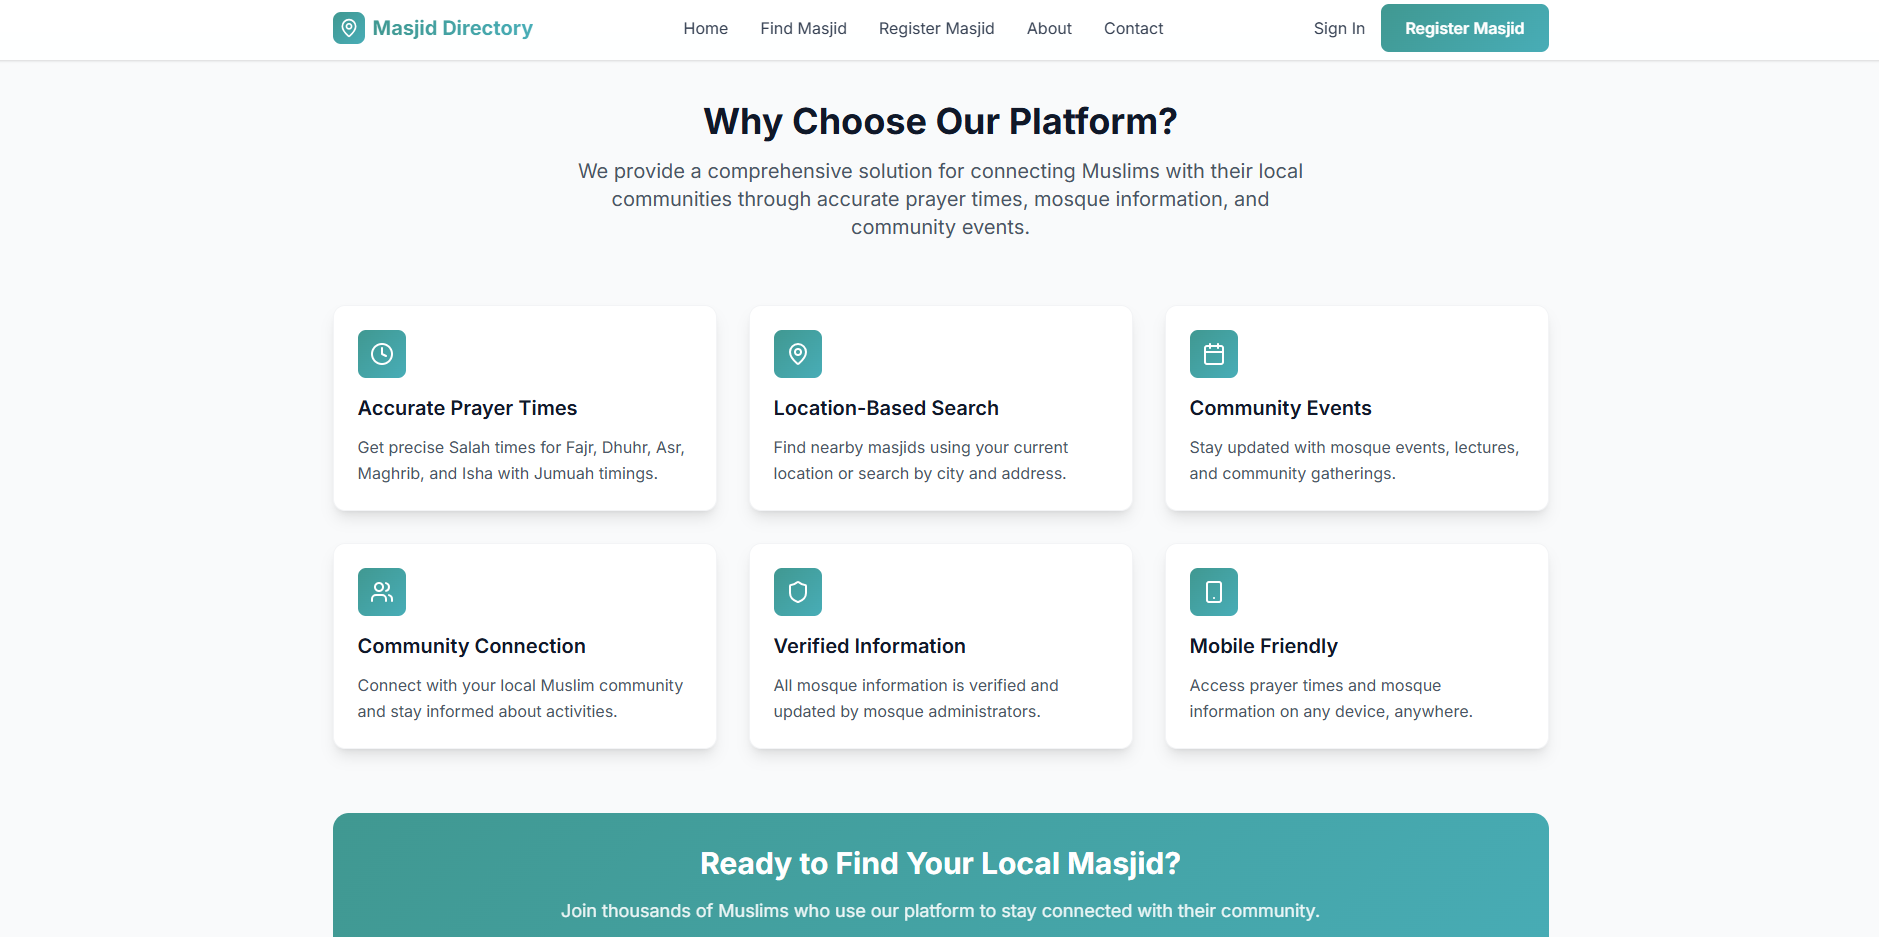 Masjid Directory
Home
Find Masjid
Register Masjid
About
Contact
Sign In
Register Masjid
Why Choose Our Platform?
We provide a comprehensive solution for connecting Muslims with their local
communities through accurate prayer times, mosque information, and
community events.
Accurate Prayer Times
Get precise Salah times for Fajr, Dhuhr, Asr,
Maghrib, and Isha with Jumuah timings.
Location-Based Search
Find nearby masjids using your current
location or search by city and address.
Community Events
Stay updated with mosque events, lectures,
and community gatherings.
Community Connection
Connect with your local Muslim community
and stay informed about activities.
Verified Information
All mosque information is verified and
updated by mosque administrators.
Mobile Friendly
Access prayer times and mosque
information on any device, anywhere.
Ready to Find Your Local Masjid?
Join thousands of Muslims who use our platform to stay connected with their community.